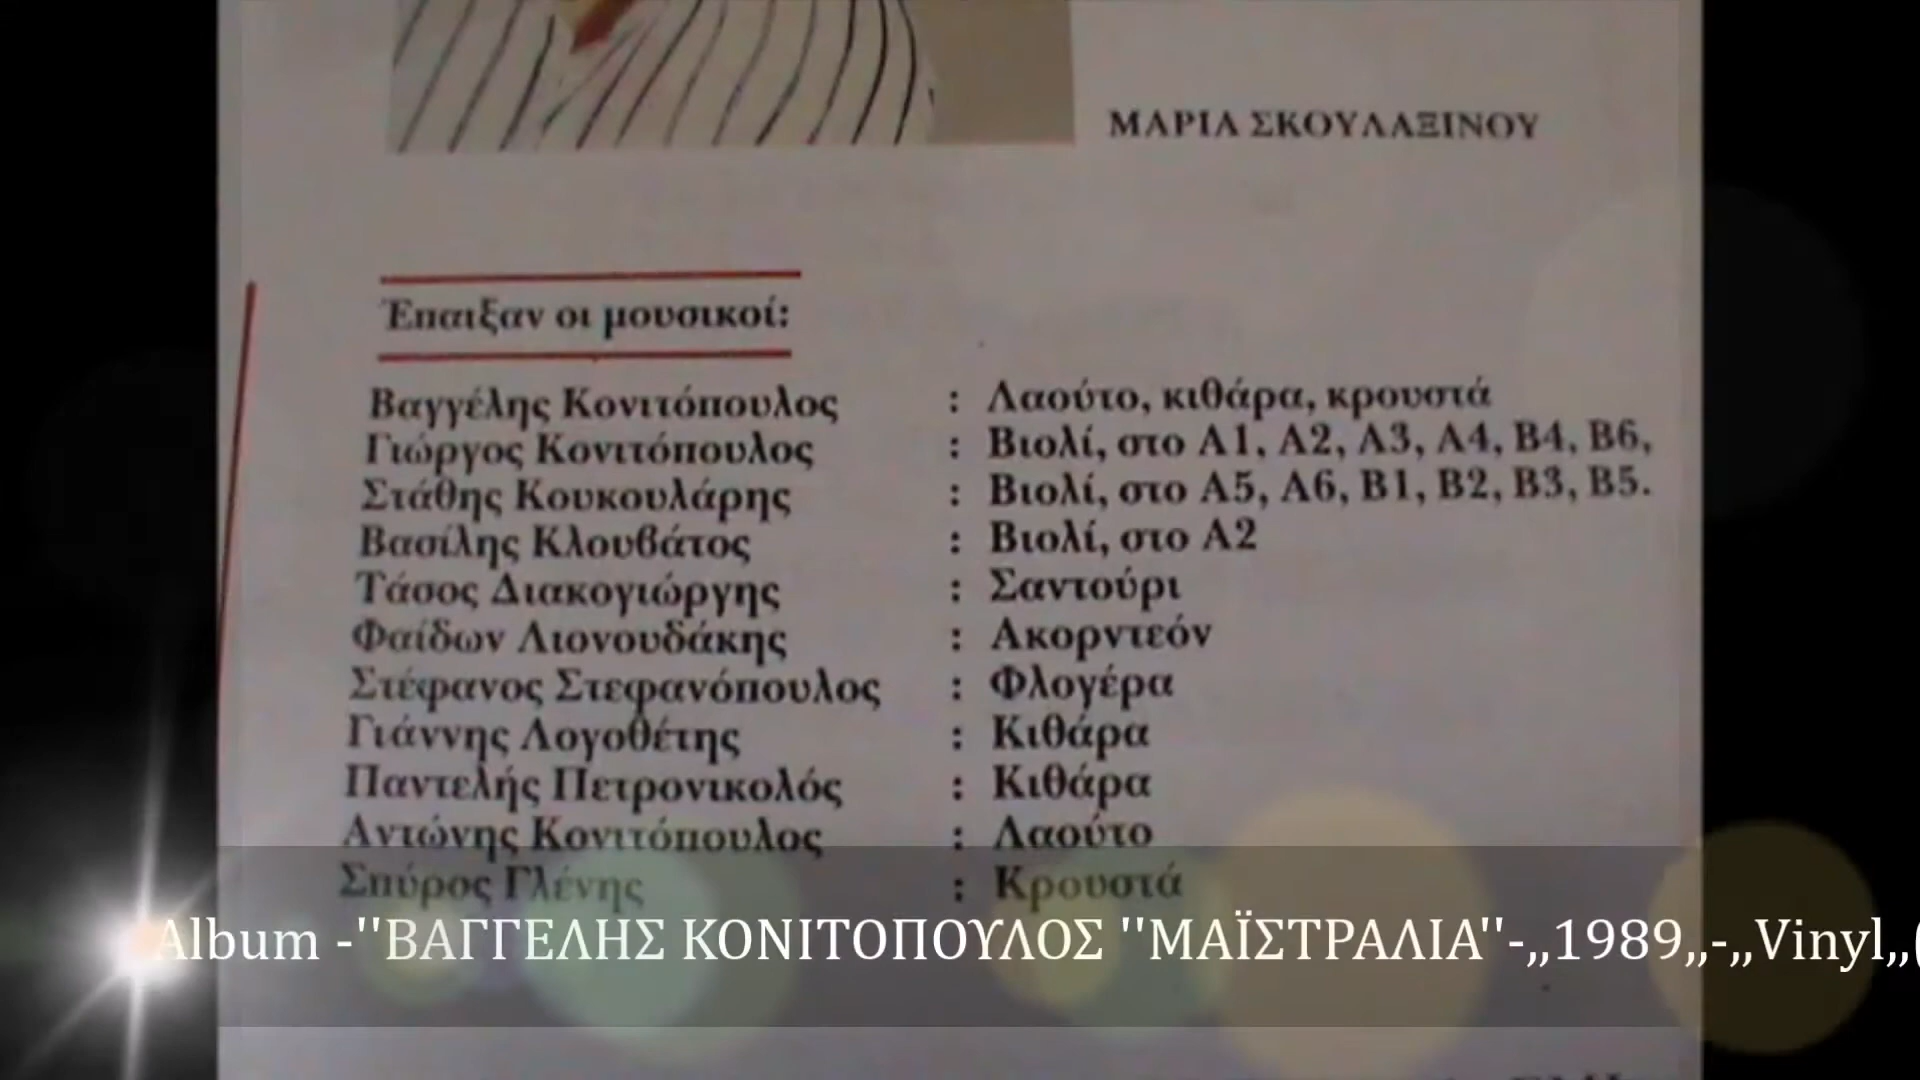 ΜΑΡΙΑ ΣΚΟΥΛΑΞΙΝΟΥ
Έπαιξαν οι μουσικοί:
Βαγγέλης Κονιτόπουλος : Λαούτο, κιθάρα, κρουστά
Γιώργος Κονιτόπουλος : Βιολί, στο Α1, Α2, Α3, Α4, Β4, Β6,
Στάθης Κουκουλάρης : Βιολί, στο Α5, Α6, Β1, Β2, Β3, Β5.
Βασίλης Κλουβάτος : Βιολί, στο Α2
Τάσος Διακογιώργης : Σαντούρι
Φαίδων Λιονουδάκης : Ακορντεόν
Στέφανος Στεφανόπουλος : Φλογέρα
Γιάννης Λογοθέτης : Κιθάρα
Παντελής Πετρονικολός : Κιθάρα
Αντώνης Κονιτόπουλος : Λαούτο
Σπύρος Γλένης : Κρουστά
Album -''ΒΑΓΓΕΛΗΣ ΚΟΝΙΤΟΠΟΥΛΟΣ ''ΜΑΪΣΤΡΑΛΙΑ''-,,1989,,-,,Vinyl,,(